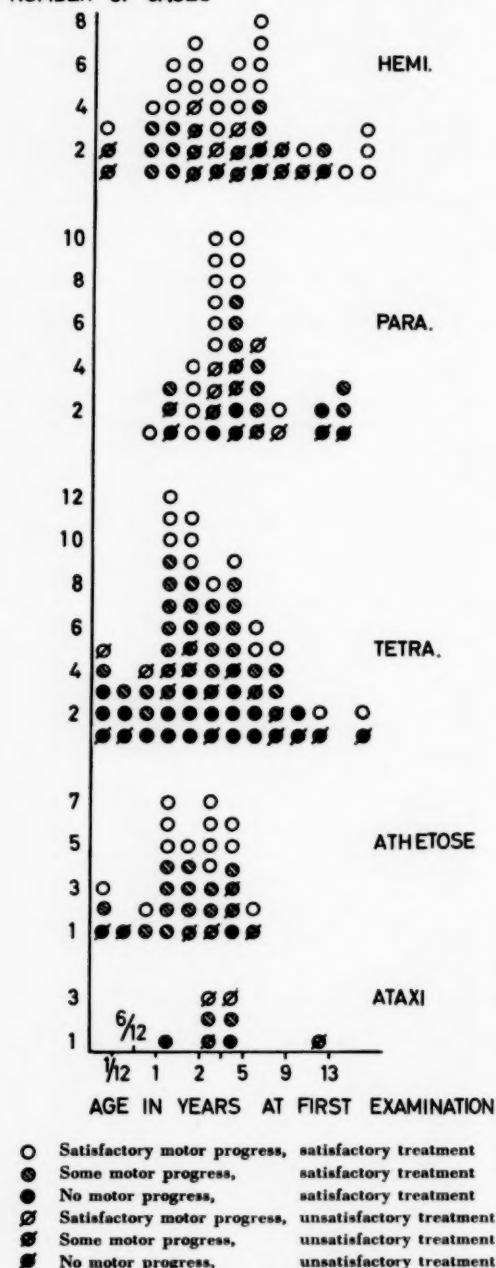 NUMBER OF CASES
8
6
4
2
HEMI.
10
8
6
4
2
PARA.
12
10
8
6
4
2
TETRA.
7
5
3
1
ATHETOSE
3
1
ATAXI
6/12
1/12 1 2 5 9 13
AGE IN YEARS AT FIRST EXAMINATION
Satisfactory motor progress, satisfactory treatment
Some motor progress, satisfactory treatment
No motor progress, satisfactory treatment
Satisfactory motor progress, unsatisfactory treatment
Some motor progress, unsatisfactory treatment
No motor progress, unsatisfactory treatment